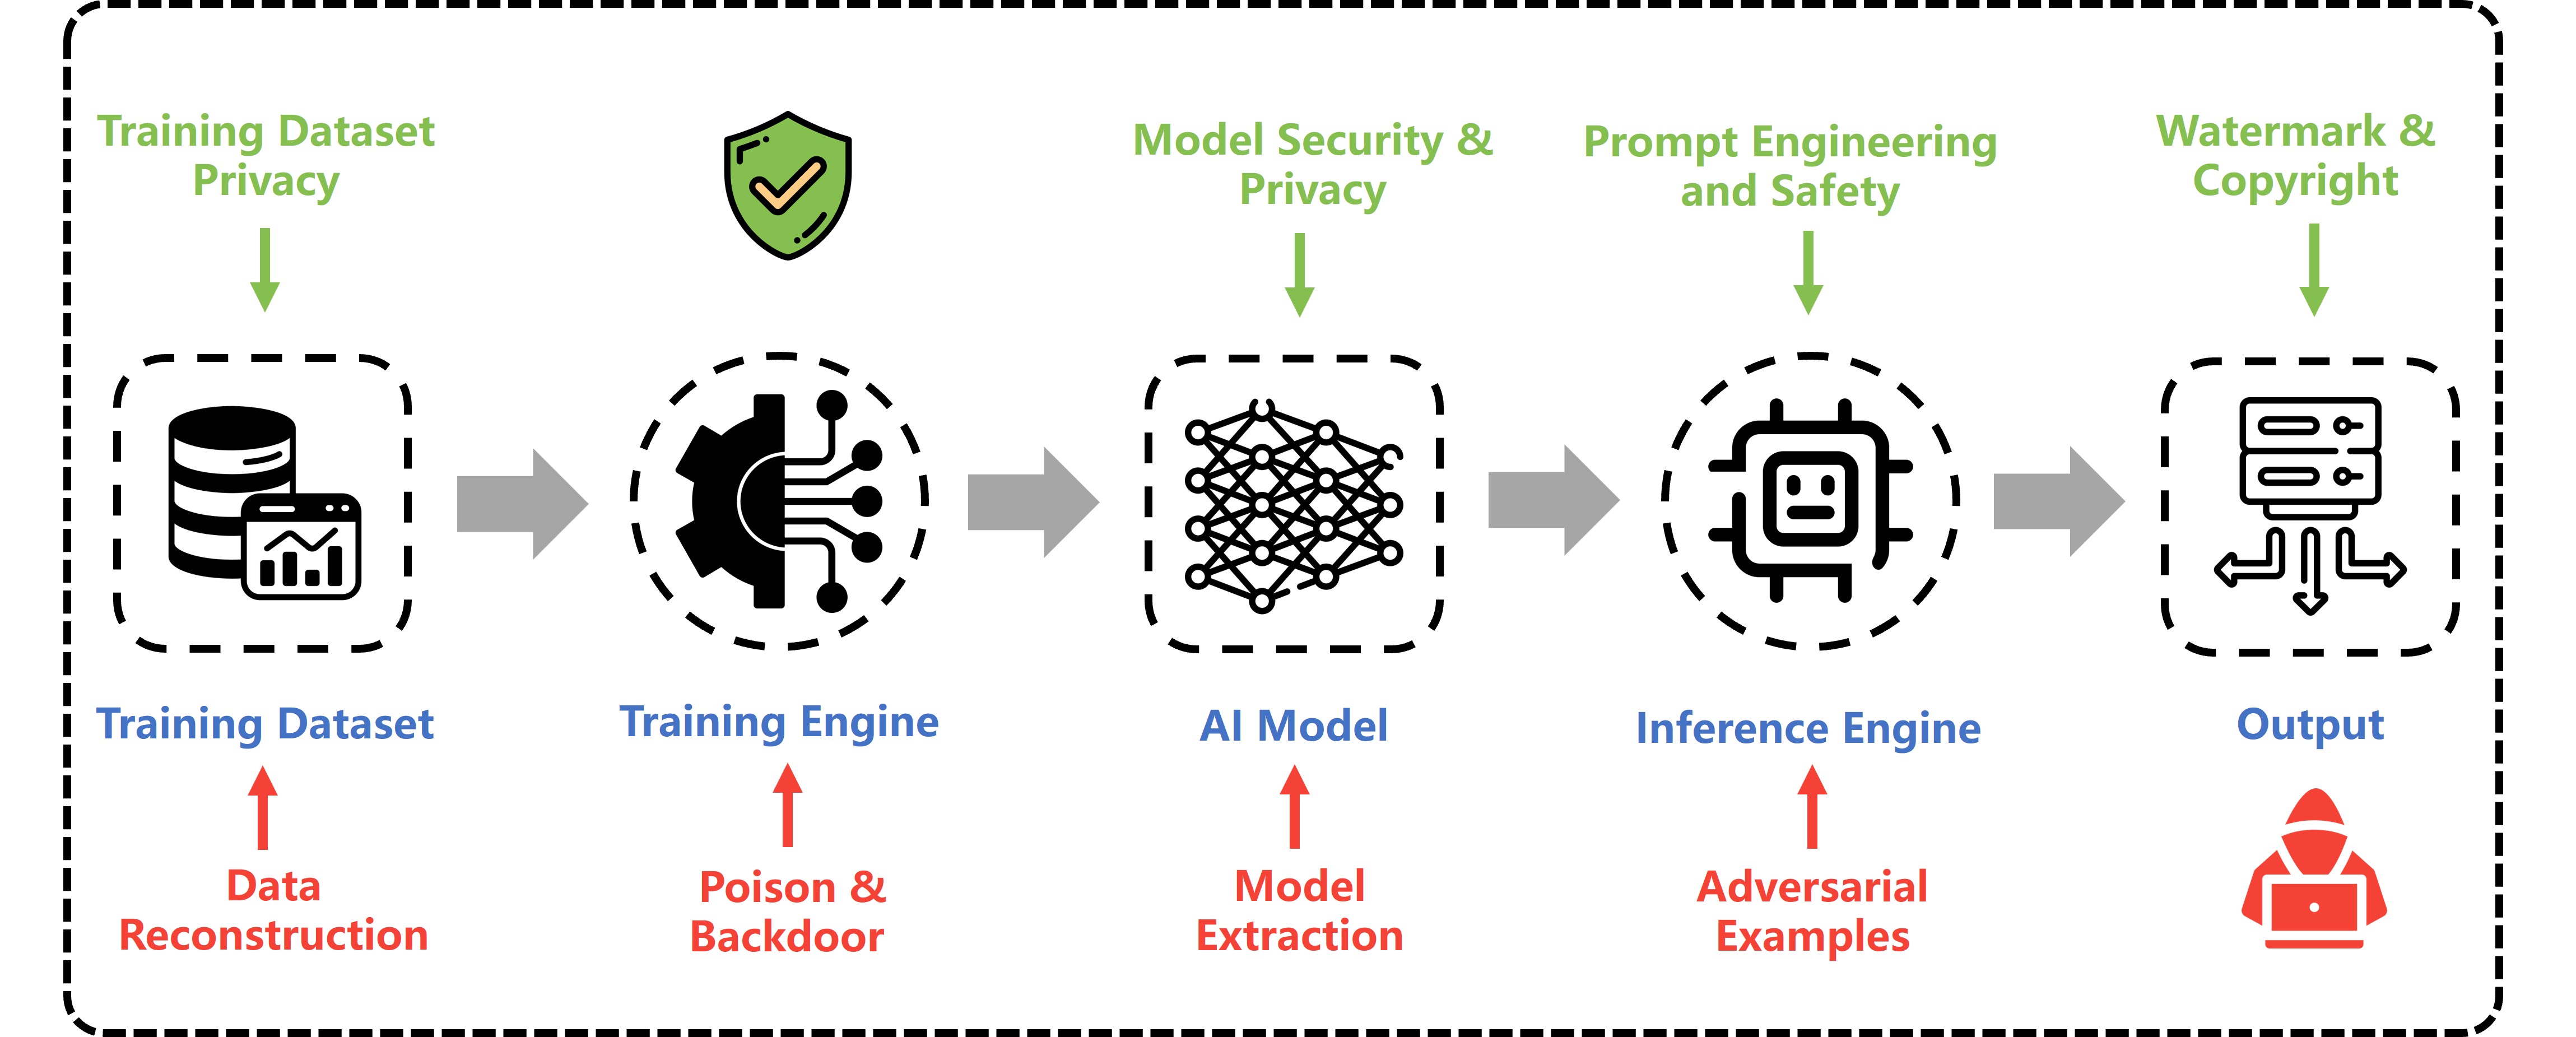 Training Dataset
Privacy
Model Security &
Privacy
Prompt Engineering
and Safety
Watermark &
Copyright
Training Dataset
Training Engine
AI Model
Inference Engine
Output
Data
Reconstruction
Poison &
Backdoor
Model
Extraction
Adversarial
Examples